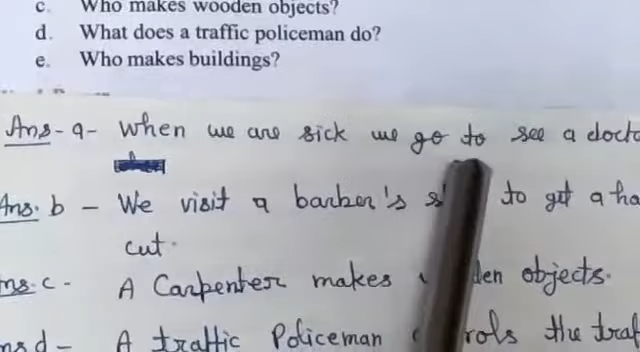 c. Who makes wooden objects?
d. What does a traffic policeman do?
e. Who makes buildings?
Ans - a - When we are sick we go to see a
Ans. b - We visit a barber's to get a
cut.
c - A Carpenter makes objects.
d - A traffic Policeman the